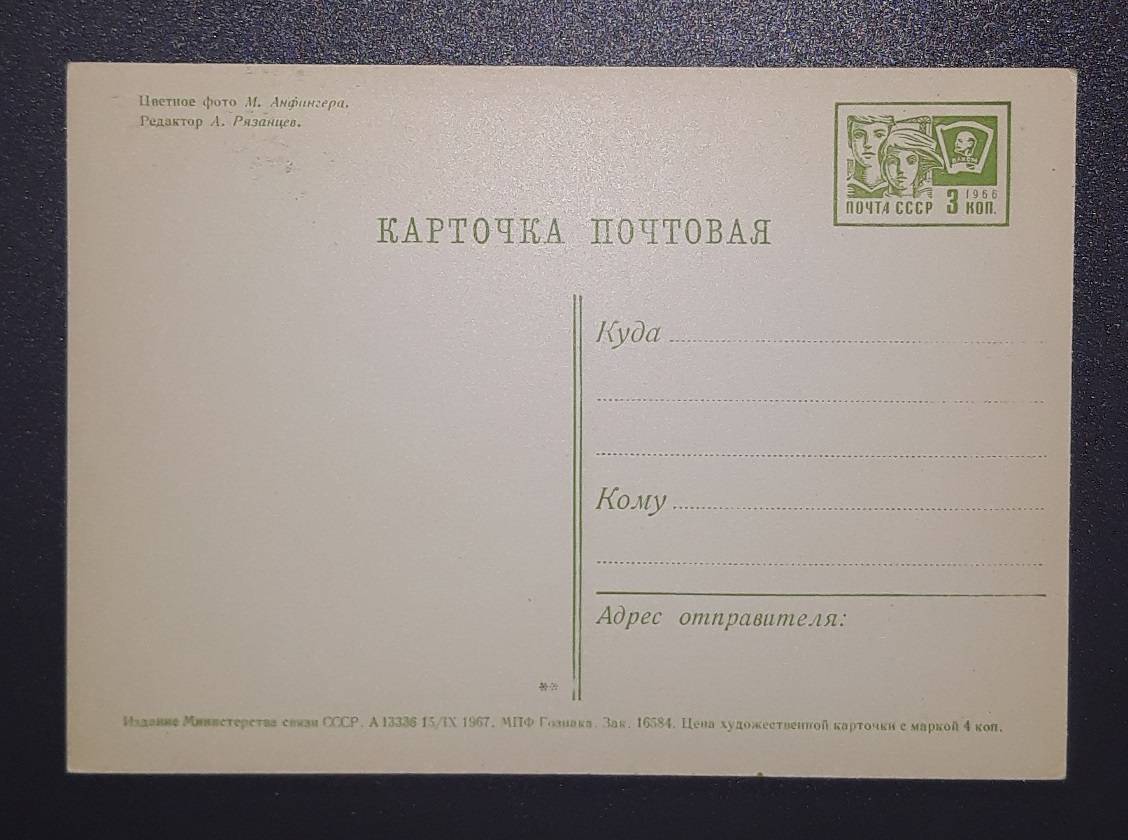 Цветное фото М. Анфингера.
Редактор А. Рязанцев.
ВЛКСМ
1966
ПОЧТА СССР 3 КОП.
КАРТОЧКА ПОЧТОВАЯ
Куда
Кому
Адрес отправителя:
**
Издание Министерства связи СССР. А 13336 15/IX 1967. МПФ Гознака. Зак. 16584. Цена художественной карточки с маркой 4 коп.